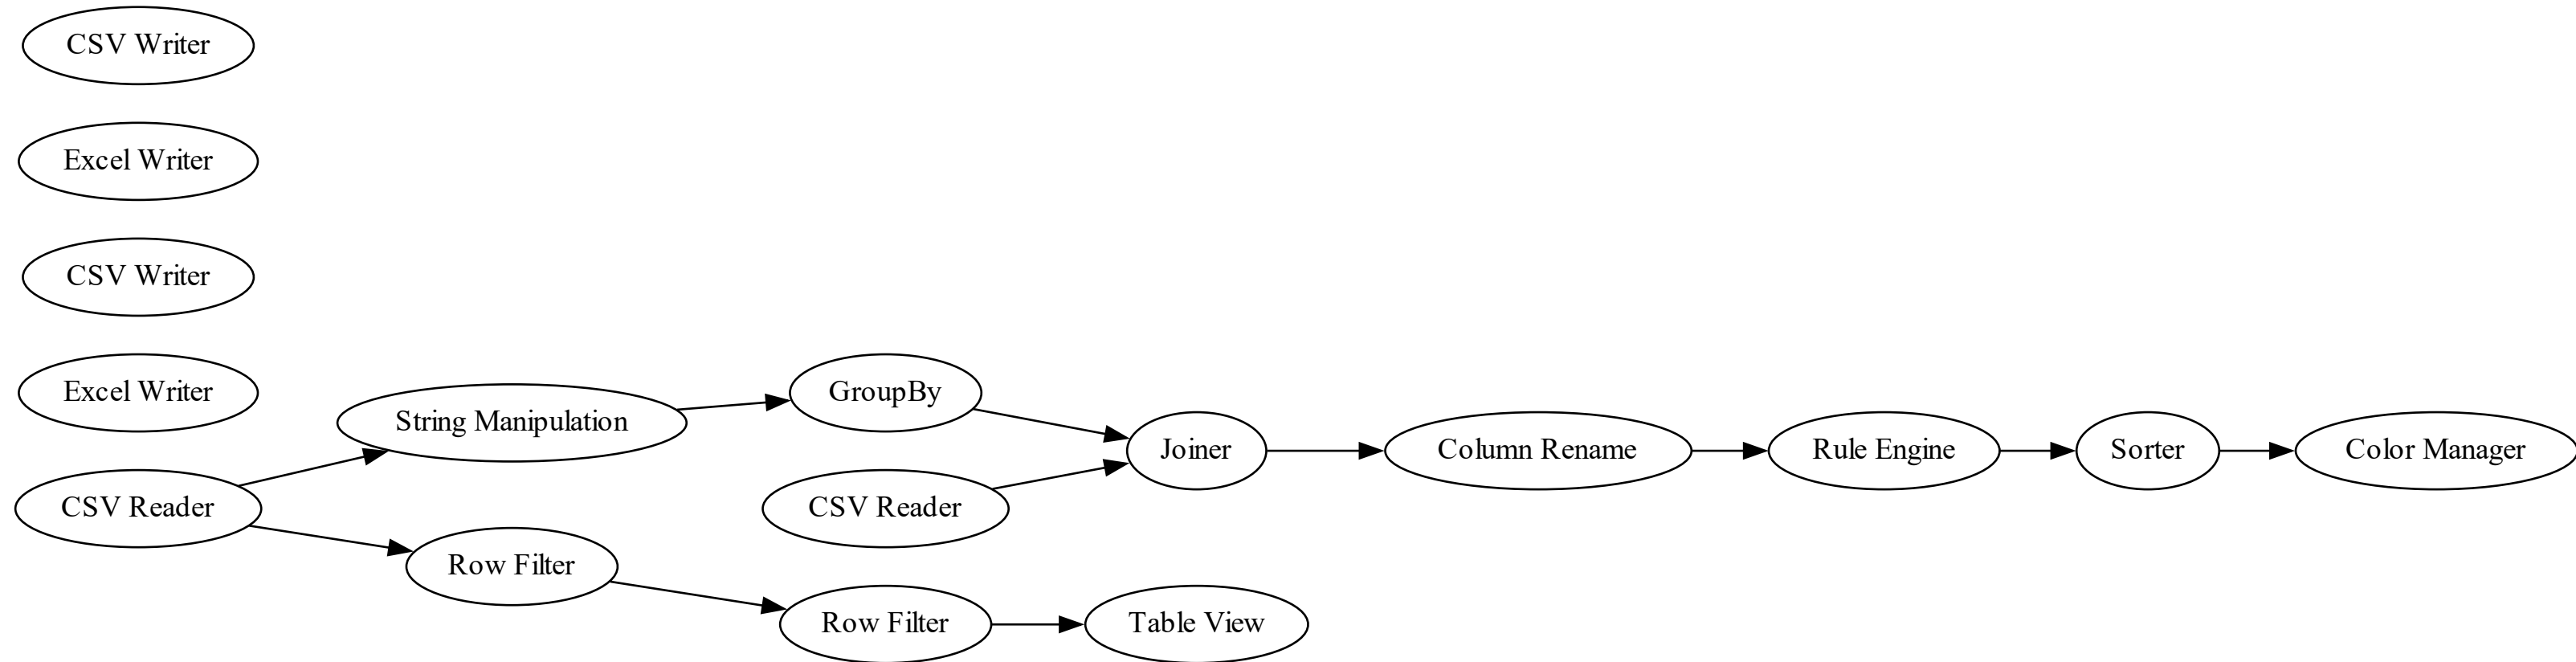 CSV Writer
Excel Writer
CSV Writer
Excel Writer
CSV Reader
String Manipulation
Row Filter
GroupBy
CSV Reader
Row Filter
Joiner
Table View
Column Rename
Rule Engine
Sorter
Color Manager